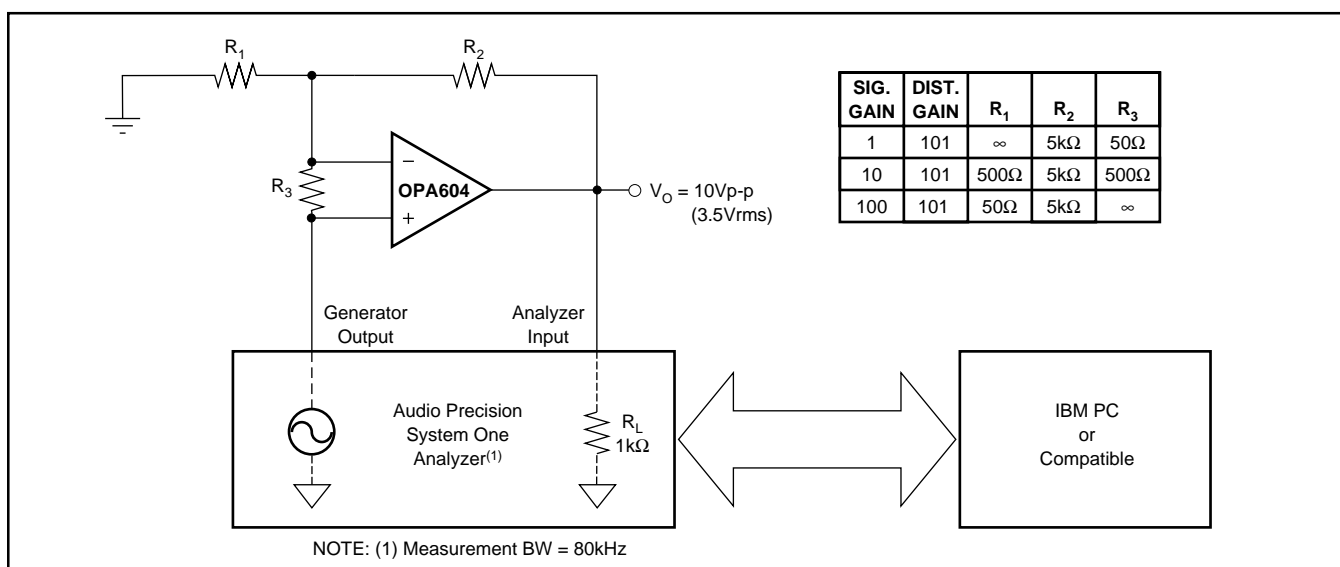 R1
R2
SIG. GAIN
DIST. GAIN
R1
R2
R3
1
101
∞
5kΩ
50Ω
10
101
500Ω
5kΩ
500Ω
100
101
50Ω
5kΩ
∞
R3
−
+
OPA604
VO = 10Vp-p
(3.5Vrms)
Generator
Output
Analyzer
Input
Audio Precision
System One
Analyzer(1)
RL
1kΩ
IBM PC
or
Compatible
NOTE: (1) Measurement BW = 80kHz